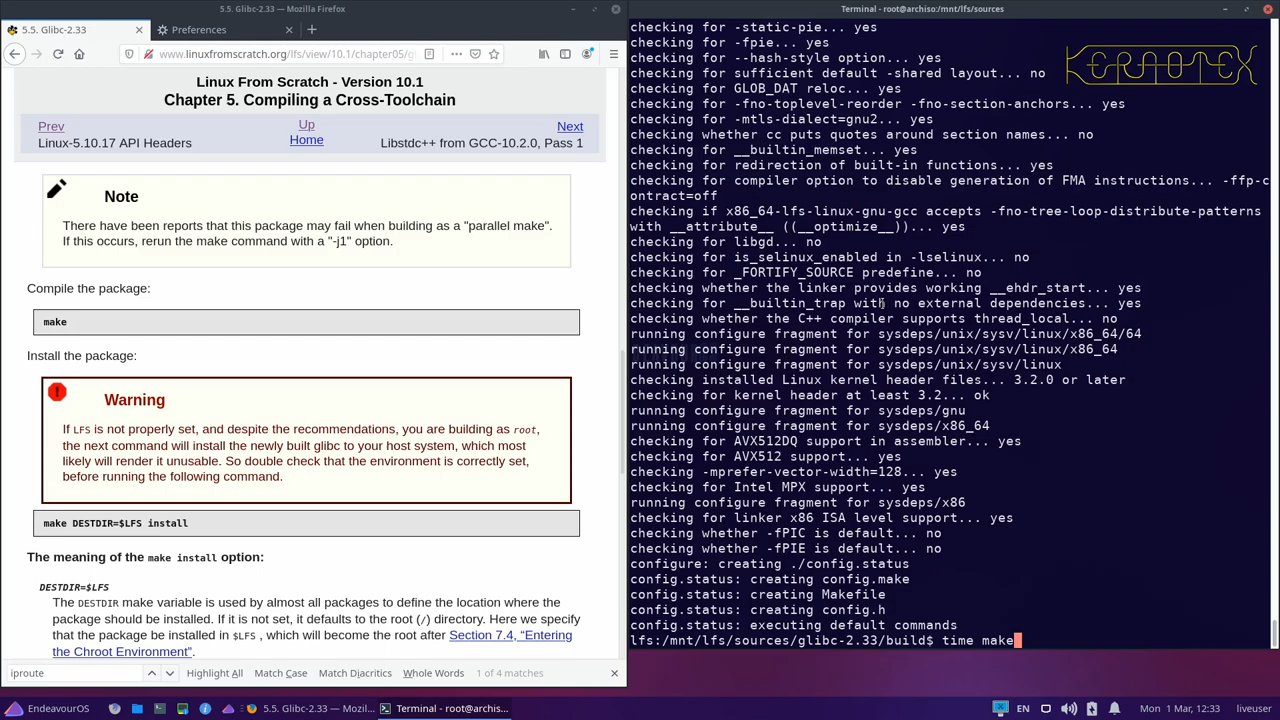 5.5. Glibc-2.33 — Mozilla Firefox
Terminal - root@archiso:/mnt/lfs/sources
5.5. Glibc-2.33
Preferences
www.linuxfromscratch.org/lfs/view/10.1/chapter05/g
Linux From Scratch - Version 10.1
Chapter 5. Compiling a Cross-Toolchain
Prev
Up
Next
Linux-5.10.17 API Headers
Home
Libstdc++ from GCC-10.2.0, Pass 1
Note
There have been reports that this package may fail when building as a "parallel make".
If this occurs, rerun the make command with a "-j1" option.
Compile the package:
make
Install the package:
Warning
If LFS is not properly set, and despite the recommendations, you are building as root,
the next command will install the newly built glibc to your host system, which most
likely will render it unusable. So double check that the environment is correctly set,
before running the following command.
make DESTDIR=$LFS install
The meaning of the make install option:
DESTDIR=$LFS
The DESTDIR make variable is used by almost all packages to define the location where the
package should be installed. If it is not set, it defaults to the root (/) directory. Here we specify
that the package be installed in $LFS , which will become the root after Section 7.4, “Entering
the Chroot Environment”.
iproute
Highlight All
Match Case
Match Diacritics
Whole Words
1 of 4 matches
checking for -static-pie... yes
checking for -fpie... yes
checking for --hash-style option... yes
checking for sufficient default -shared layout... no
checking for GLOB_DAT reloc... yes
checking for -fno-toplevel-reorder -fno-section-anchors... yes
checking for -mtls-dialect=gnu2... yes
checking whether cc puts quotes around section names... no
checking for __builtin_memset... yes
checking for redirection of built-in functions... yes
checking for compiler option to disable generation of FMA instructions... -ffp-c
ontract=off
checking if x86_64-lfs-linux-gnu-gcc accepts -fno-tree-loop-distribute-patterns
with __attribute__ ((__optimize__))... yes
checking for libgd... no
checking for is_selinux_enabled in -lselinux... no
checking for _FORTIFY_SOURCE predefine... no
checking whether the linker provides working __ehdr_start... yes
checking for __builtin_trap with no external dependencies... yes
checking whether the C++ compiler supports thread_local... no
running configure fragment for sysdeps/unix/sysv/linux/x86_64/64
running configure fragment for sysdeps/unix/sysv/linux/x86_64
running configure fragment for sysdeps/unix/sysv/linux
checking installed Linux kernel header files... 3.2.0 or later
checking for kernel header at least 3.2... ok
running configure fragment for sysdeps/gnu
running configure fragment for sysdeps/x86_64
checking for AVX512DQ support in assembler... yes
checking for AVX512 support... yes
checking -mprefer-vector-width=128... yes
checking for Intel MPX support... yes
running configure fragment for sysdeps/x86
checking for linker x86 ISA level support... yes
checking whether -fPIC is default... no
checking whether -fPIE is default... no
configure: creating ./config.status
config.status: creating config.make
config.status: creating Makefile
config.status: creating config.h
config.status: executing default commands
lfs:/mnt/lfs/sources/glibc-2.33/build$ time make
KERNOTEX
EndeavourOS
5.5. Glibc-2.33 — Mozil...
Terminal - root@archiso:...
EN
Mon 1 Mar, 12:33
liveuser